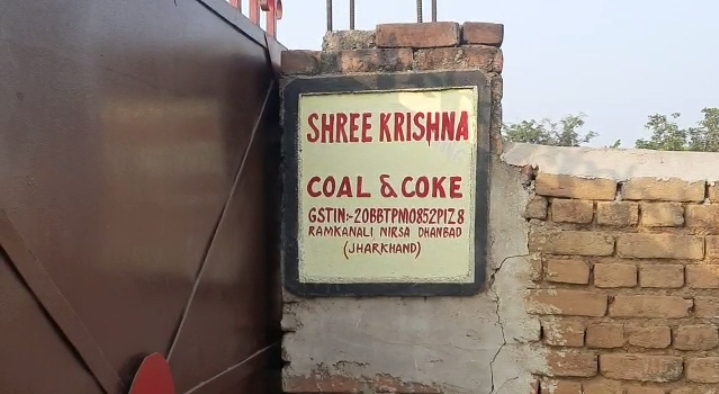 SHREE KRISHNA
COAL & COKE
GSTIN:-20BBTPM0852P1Z8
RAMKANALI NIRSA DHANBAD
(JHARKHAND)